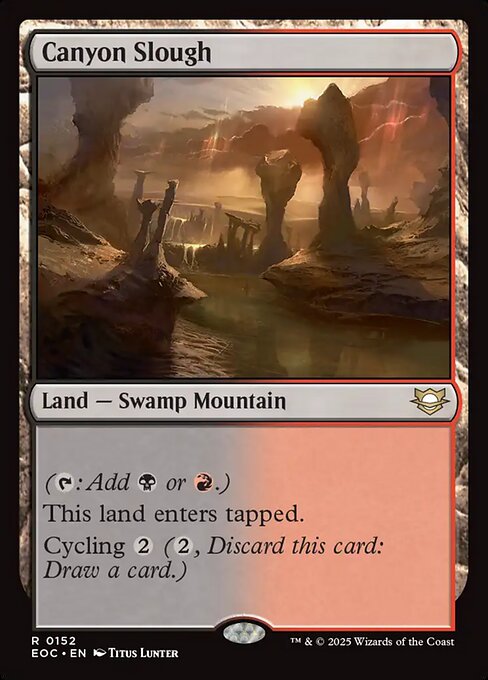 Canyon Slough
Land — Swamp Mountain
(T: Add B or R.)
This land enters tapped.
Cycling 2 (2, Discard this card:
Draw a card.)
R 0152
EOC • EN Titus Lunter
™ & © 2025 Wizards of the Coast